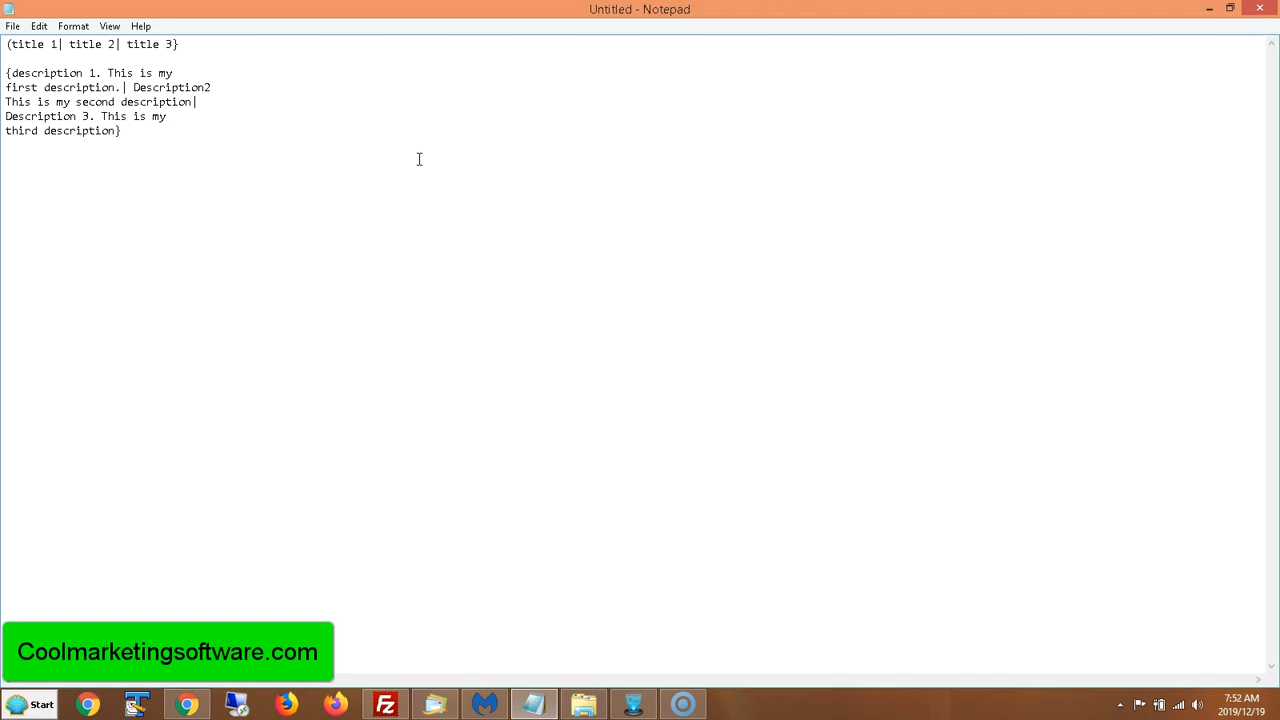 Untitled - Notepad
File Edit Format View Help
(title 1| title 2| title 3}
{description 1. This is my
first description.| Description2
This is my second description|
Description 3. This is my
third description}
Coolmarketingsoftware.com
Start
7:52 AM
2019/12/19